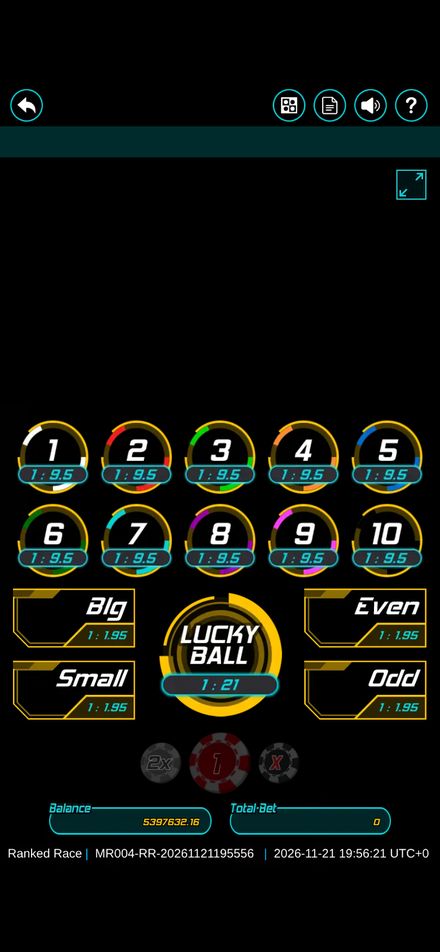 ?
1 2 3 4 5
1 : 9.5 1 : 9.5 1 : 9.5 1 : 9.5 1 : 9.5
6 7 8 9 10
1 : 9.5 1 : 9.5 1 : 9.5 1 : 9.5 1 : 9.5
BIg
1 : 1.95
LUCKY
BALL
1 : 21
Even
1 : 1.95
Small
1 : 1.95
Odd
1 : 1.95
2x 1 X
Balance Total Bet
5397632.16 0
Ranked Race | MR004-RR-20261121195556 | 2026-11-21 19:56:21 UTC+0